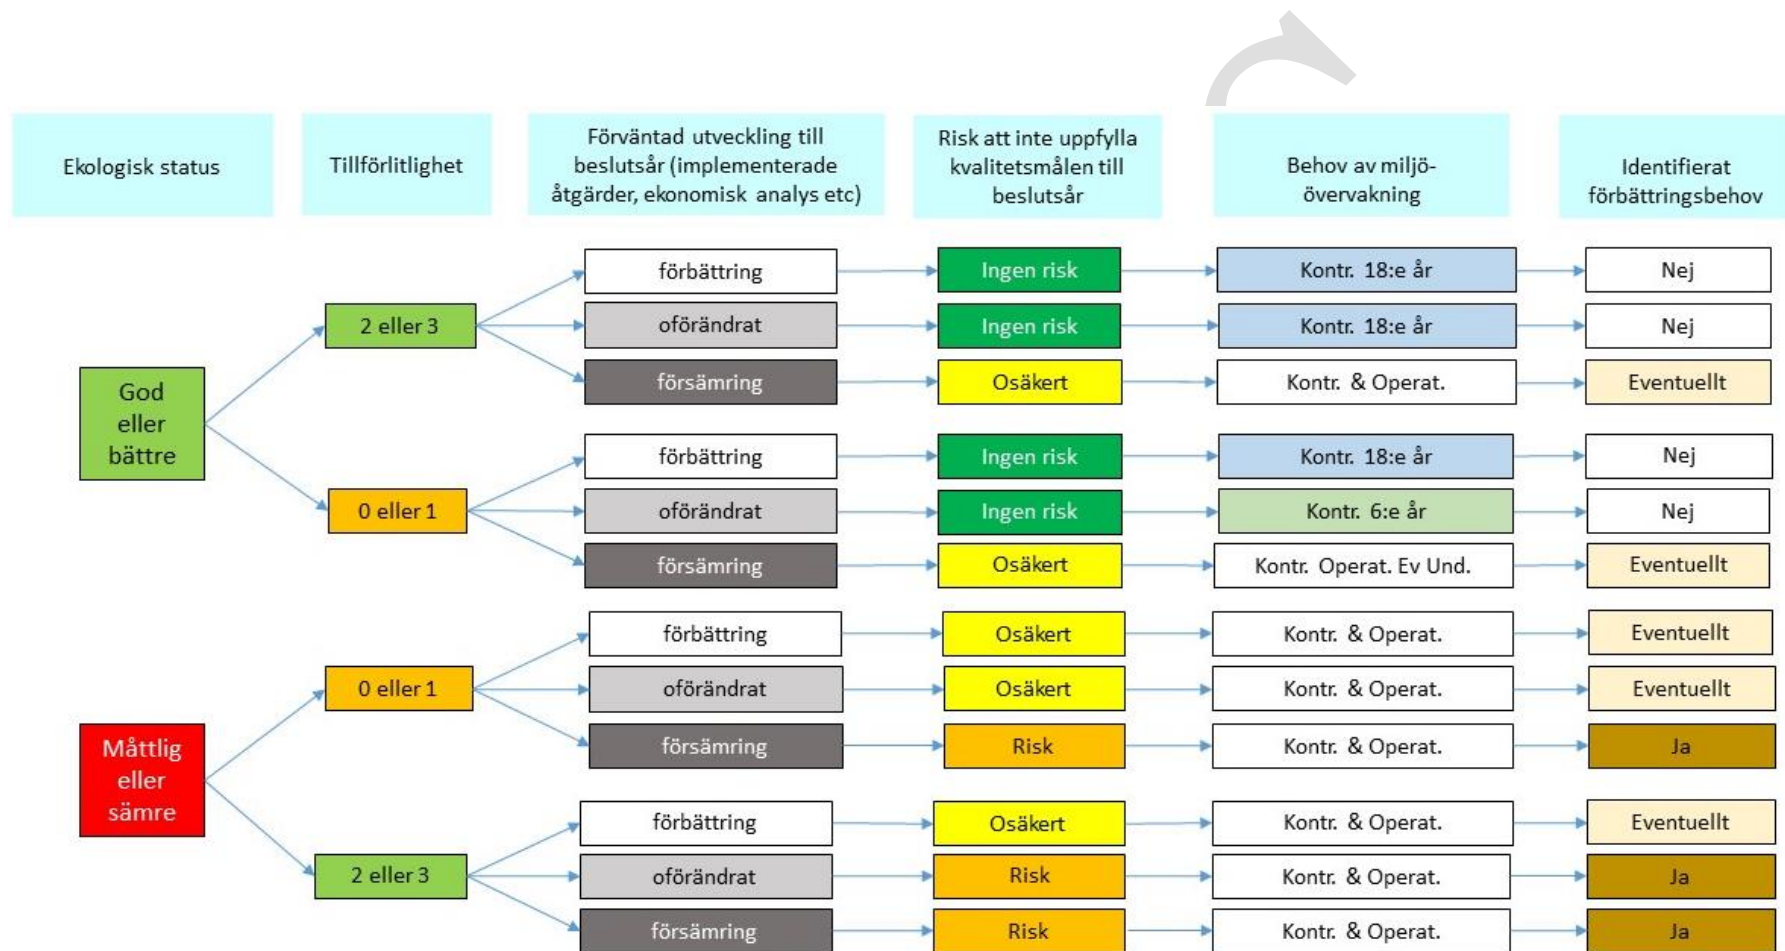 Ekologisk status
Tillförlitlighet
Förväntad utveckling till
beslutsår (implementerade
åtgärder, ekonomisk analys etc)
Risk att inte uppfylla
kvalitetsmålen till
beslutsår
Behov av miljö-
övervakning
Identifierat
förbättringsbehov
God
eller
bättre
2 eller 3
förbättring
Ingen risk
Kontr. 18:e år
Nej
oförändrat
Ingen risk
Kontr. 18:e år
Nej
försämring
Osäkert
Kontr. & Operat.
Eventuellt
0 eller 1
förbättring
Ingen risk
Kontr. 18:e år
Nej
oförändrat
Ingen risk
Kontr. 6:e år
Nej
försämring
Osäkert
Kontr. Operat. Ev Und.
Eventuellt
Måttlig
eller
sämre
0 eller 1
förbättring
Osäkert
Kontr. & Operat.
Eventuellt
oförändrat
Osäkert
Kontr. & Operat.
Eventuellt
försämring
Risk
Kontr. & Operat.
Ja
2 eller 3
förbättring
Osäkert
Kontr. & Operat.
Eventuellt
oförändrat
Risk
Kontr. & Operat.
Ja
försämring
Risk
Kontr. & Operat.
Ja